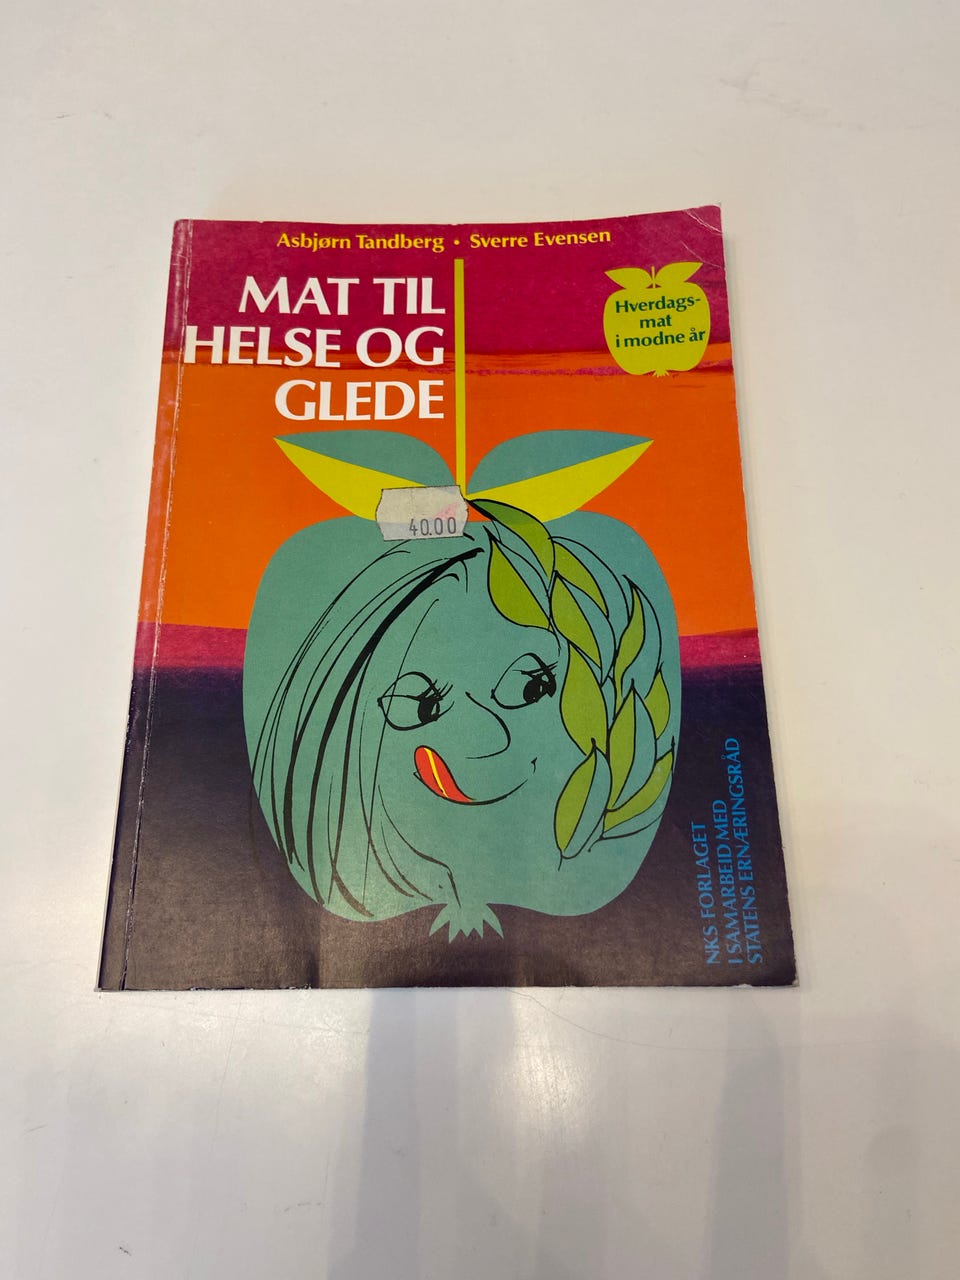 Asbjørn Tandberg • Sverre Evensen
MAT TIL
HELSE OG
GLEDE
Hverdags-
mat
i modne år
40.00
NKS-FORLAGET
I SAMARBEID MED
STATENS ERNÆRINGSRÅD